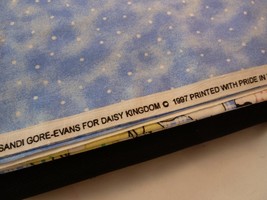 SANDI GORE-EVANS FOR DAISY KINGDOM © 1997 PRINTED WITH PRIDE IN